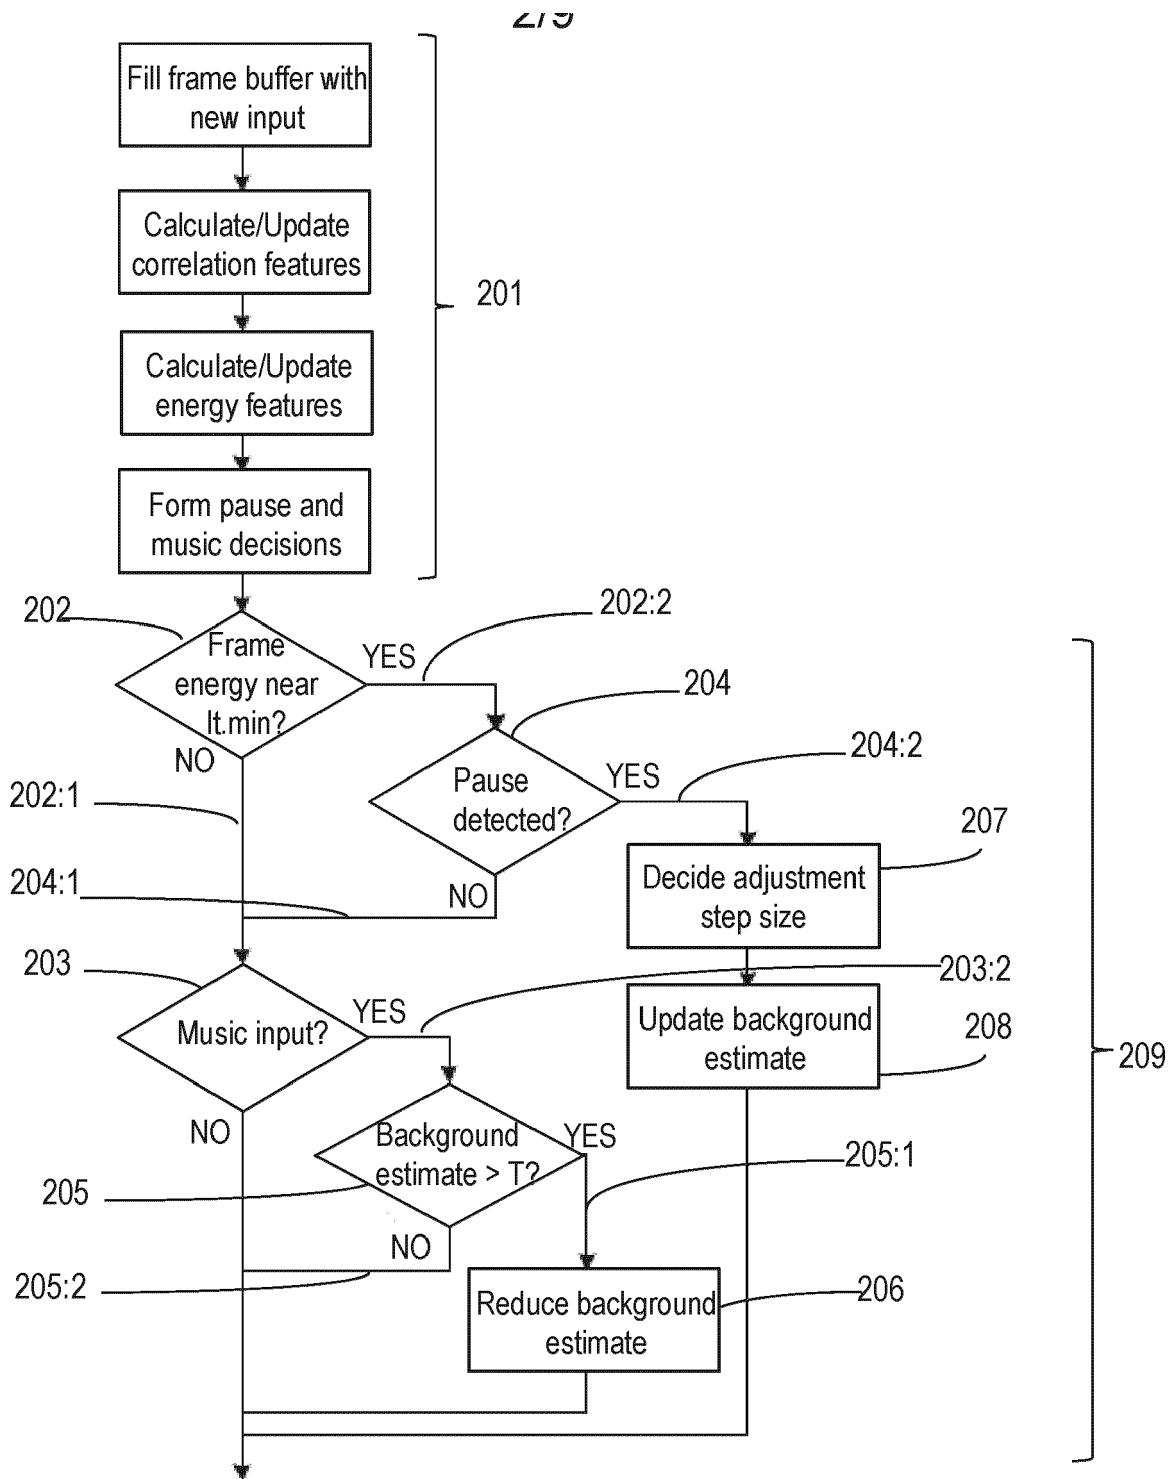 2/9
Fill frame buffer with
new input
Calculate/Update
correlation features
201
Calculate/Update
energy features
Form pause and
music decisions
202
202:2
Frame
energy near
lt.min?
YES
204
NO
204:2
Pause
detected?
YES
202:1
207
204:1
NO
Decide adjustment
step size
203
203:2
Music input?
YES
Update background
estimate
208
209
NO
Background
estimate > T?
YES
205:1
205
NO
205:2
206
Reduce background
estimate